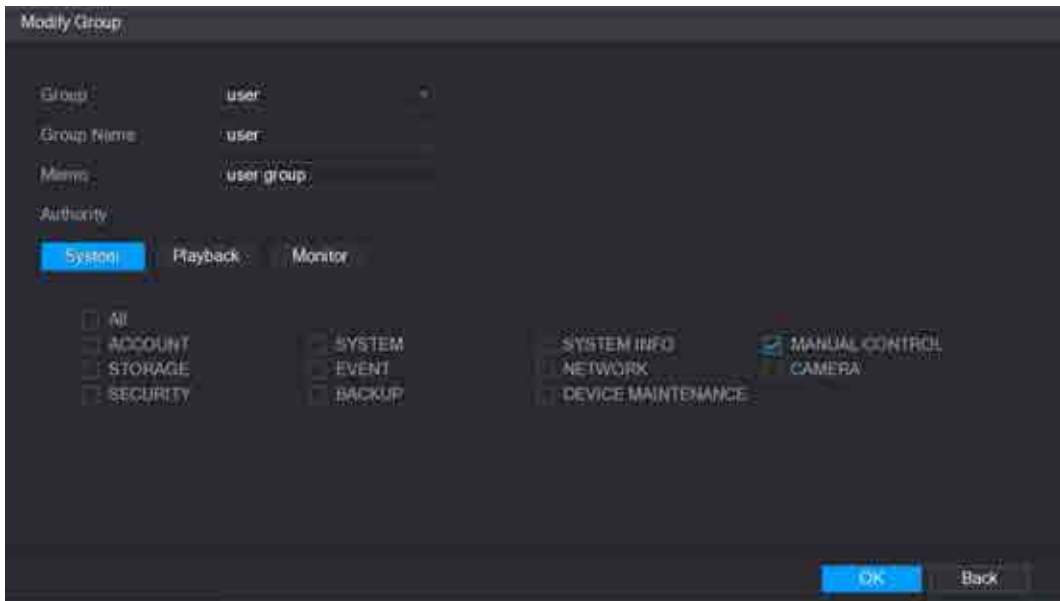 Modify Group
Group user
Group Name user
Memo user group
Authority
System Playback Monitor
All
ACCOUNT SYSTEM SYSTEM INFO MANUAL CONTROL
STORAGE EVENT NETWORK CAMERA
SECURITY BACKUP DEVICE MAINTENANCE
OK Back